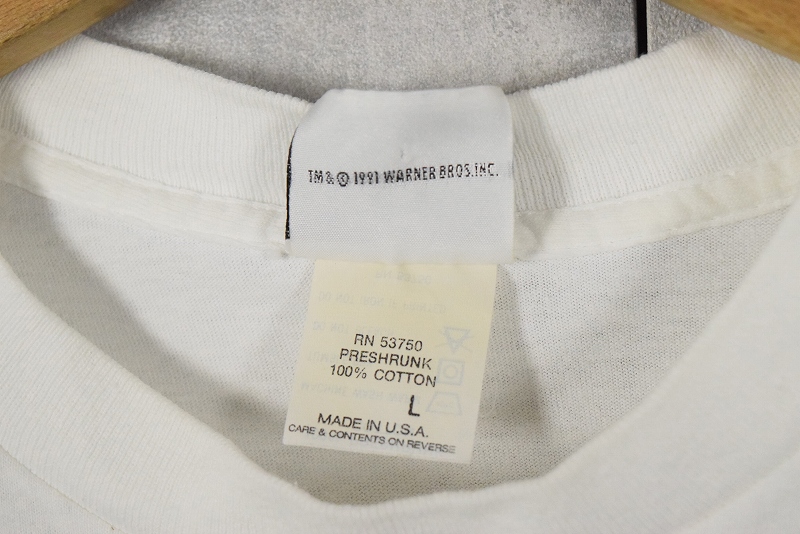 TM& © 1991 WARNER BROS.INC.
RN 53750
PRESHRUNK
100% COTTON
L
MADE IN U.S.A.
CARE & CONTENTS ON REVERSE